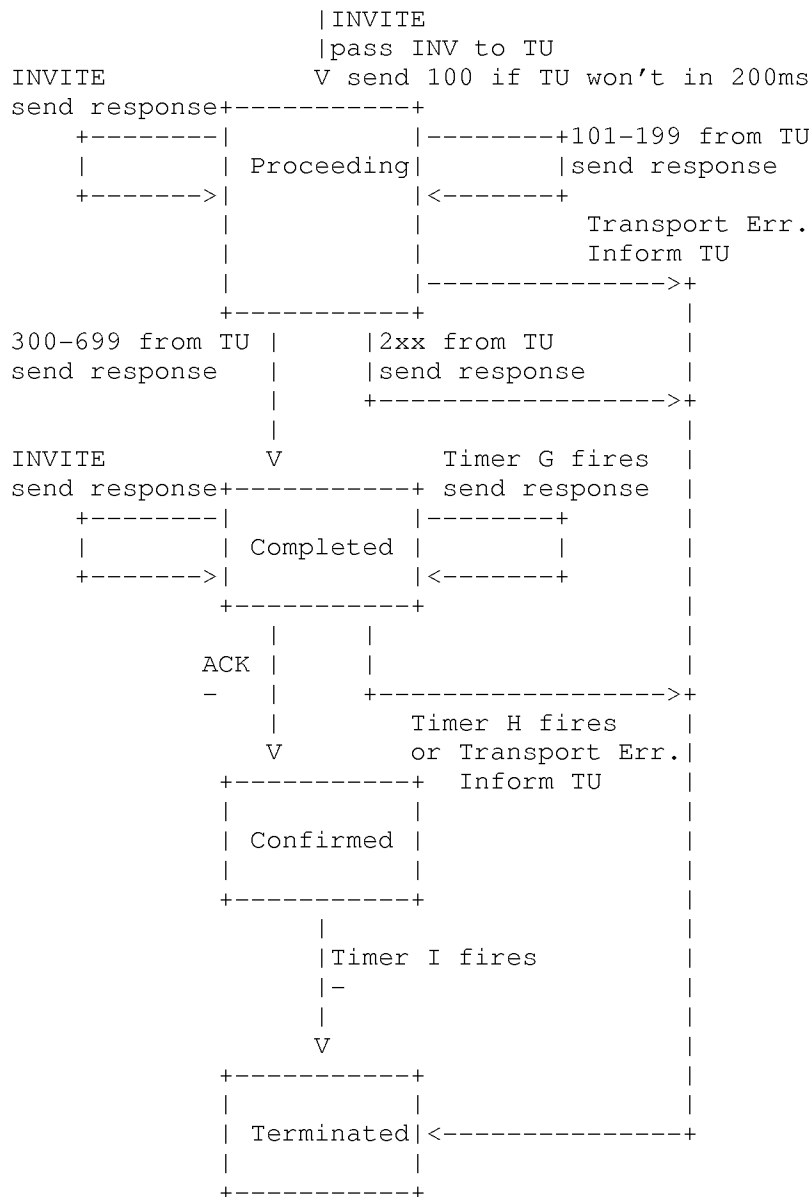 |INVITE
|pass INV to TU
INVITE V send 100 if TU won't in 200ms
send response+-----------+
+--------| |--------+101-199 from TU
| | Proceeding| |send response
+------->| |<-------+
| | Transport Err.
| | Inform TU
| |--------------->+
+-----------+ |
300-699 from TU | |2xx from TU |
send response | |send response |
| +------------------>+
| |
INVITE V Timer G fires |
send response+-----------+ send response |
+--------| |--------+ |
| | Completed | | |
+------->| |<-------+ |
+-----------+ |
| | |
ACK | | |
- | +------------------>+
| Timer H fires |
V or Transport Err.|
+-----------+ Inform TU |
| | |
| Confirmed | |
| | |
+-----------+ |
| |
|Timer I fires |
|- |
| |
V |
+-----------+ |
| | |
| Terminated|<---------------+
| |
+-----------+